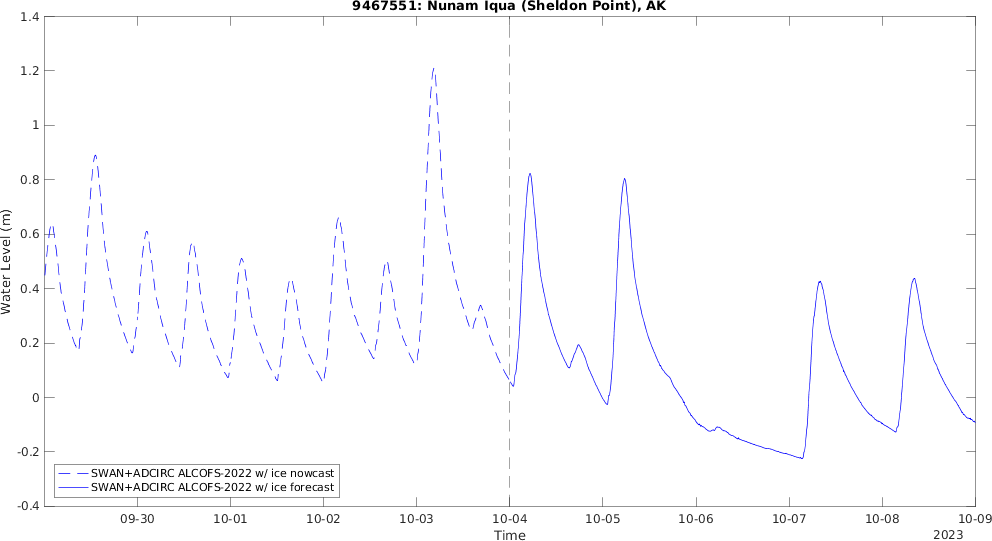 9467551: Nunam Iqua (Sheldon Point), AK
1.4
1.2
1
0.8
0.6
0.4
0.2
0
-0.2
-0.4
Water Level (m)
SWAN+ADCIRC ALCOFS-2022 w/ ice nowcast
SWAN+ADCIRC ALCOFS-2022 w/ ice forecast
09-30 10-01 10-02 10-03 10-04 10-05 10-06 10-07 10-08 10-09
Time
2023